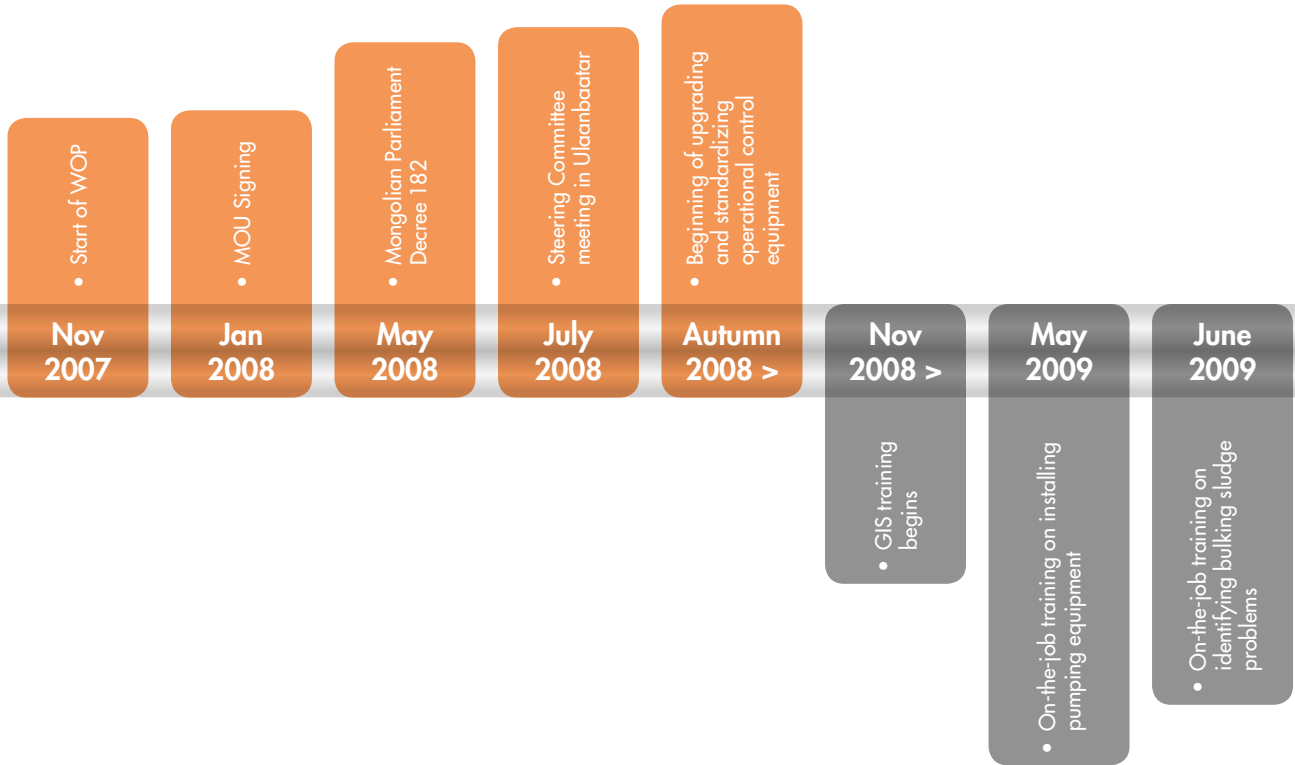 • Start of WOP
Nov
2007
• MOU Signing
Jan
2008
• Mongolian Parliament
Decree 182
May
2008
• Steering Committee
meeting in Ulaanbaatar
July
2008
• Beginning of upgrading
and standardizing
operational control
equipment
Autumn
2008 >
Nov
2008 >
• GIS training
begins
May
2009
• On-the-job training on installing
pumping equipment
June
2009
• On-the-job training on
identifying bulking sludge
problems